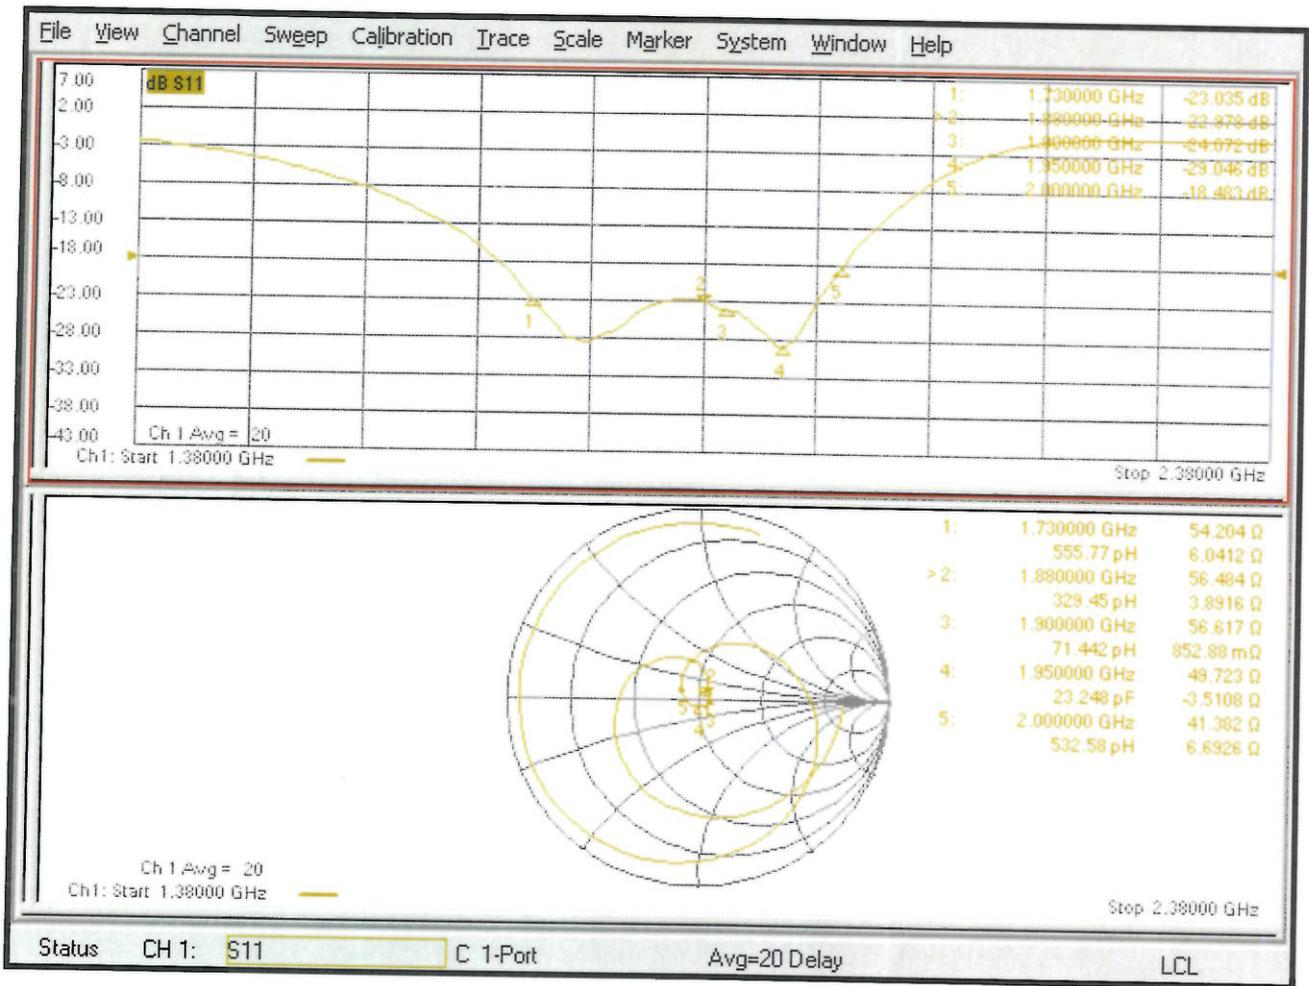 File View Channel Sweep Calibration Trace Scale Marker System Window Help
7.00
dB S11
2.00
-3.00
-8.00
-13.00
-18.00
-23.00
-28.00
-33.00
-38.00
-43.00
1: 1.730000 GHz -23.035 dB
> 2: 1.880000 GHz -22.978 dB
3: 1.900000 GHz -24.072 dB
4: 1.950000 GHz -29.046 dB
5: 2.000000 GHz -18.483 dB
1
2
3
4
5
Ch 1 Avg = 20
Ch1: Start 1.38000 GHz
Stop 2.38000 GHz
1: 1.730000 GHz 54.204 Ω
555.77 pH 6.0412 Ω
> 2: 1.880000 GHz 56.484 Ω
329.45 pH 3.8916 Ω
3: 1.900000 GHz 56.617 Ω
71.442 pH 852.88 mΩ
4: 1.950000 GHz 49.723 Ω
23.248 pF -3.5108 Ω
5: 2.000000 GHz 41.382 Ω
532.58 pH 6.6926 Ω
5
3
4
Ch 1 Avg = 20
Ch1: Start 1.38000 GHz
Stop 2.38000 GHz
Status CH 1: S11 C 1-Port Avg=20 Delay LCL